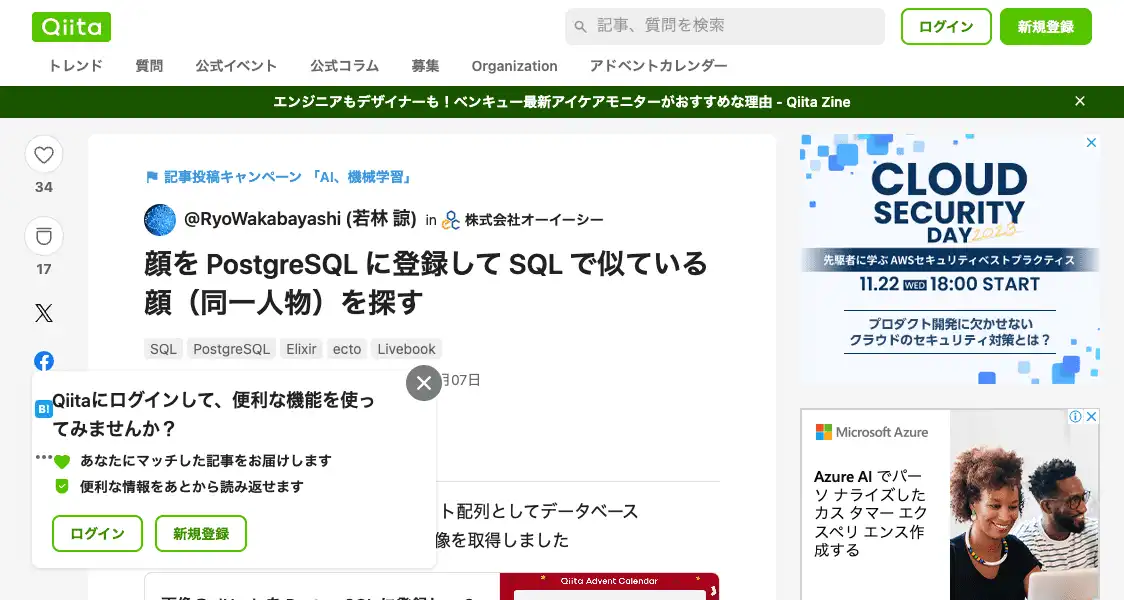 Qiita
記事、質問を検索
ログイン
新規登録
トレンド
質問
公式イベント
公式コラム
募集
Organization
アドベントカレンダー
エンジニアもデザイナーも！ベンキュー最新アイケアモニターがおすすめな理由 - Qiita Zine
34
17
記事投稿キャンペーン 「AI、機械学習」
@RyoWakabayashi (若林 諒) in 株式会社オーイーシー
顔を PostgreSQL に登録して SQL で似ている
顔（同一人物）を探す
SQL
PostgreSQL
Elixir
ecto
Livebook
月07日
B!
Qiitaにログインして、便利な機能を使っ
てみませんか？
あなたにマッチした記事をお届けします
便利な情報をあとから読み返せます
ログイン
新規登録
ト配列としてデータベース
像を取得しました
Qiita Advent Calendar
CLOUD
SECURITY
DAY 2023
先駆者に学ぶ AWSセキュリティベストプラクティス
11.22 WED 18:00 START
プロダクト開発に欠かせない
クラウドのセキュリティ対策とは？
Microsoft Azure
Azure AI でパー
ソ ナライズした
カス タマー エク
スペリ エンス作
成する